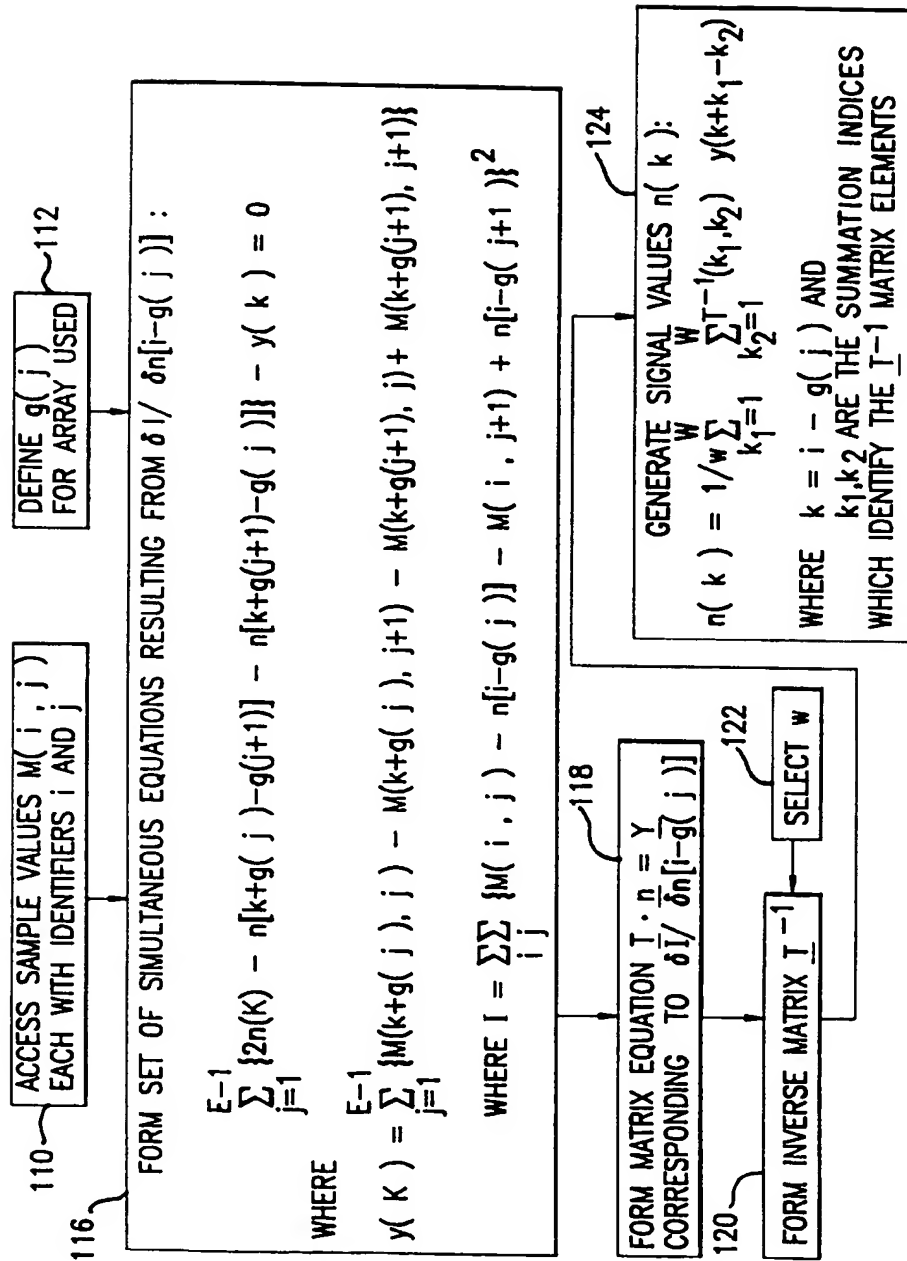 110
ACCESS SAMPLE VALUES M( i , j )
EACH WITH IDENTIFIERS i AND j
DEFINE g( j )
FOR ARRAY USED
112
116
FORM SET OF SIMULTANEOUS EQUATIONS RESULTING FROM δ I/ δn[i-g( j )] :
E-1
Σ {2n(K) - n[k+g( j )-g(j+1)] - n[k+g(j+1)-g( j )]} - y( k ) = 0
j=1
WHERE
E-1
y( K ) = Σ {M(k+g( j ), j ) - M(k+g( j ), j+1) - M(k+g(j+1), j)+ M(k+g(j+1), j+1)}
j=1
WHERE I = ΣΣ {M( i , j ) - n[i-g( j )] - M( i , j+1) + n[i-g( j+1 )}²
i j
118
FORM MATRIX EQUATION T · n = Y
CORRESPONDING TO δI/ δn[i-g( j )]
120
FORM INVERSE MATRIX T⁻¹
122
SELECT w
124
GENERATE SIGNAL VALUES n( k ):
W W
n( k ) = 1/w Σ Σ T⁻¹(k₁,k₂) y(k+k₁-k₂)
k₁=1 k₂=1
WHERE k = i - g( j ) AND
k₁,k₂ ARE THE SUMMATION INDICES
WHICH IDENTIFY THE T⁻¹ MATRIX ELEMENTS